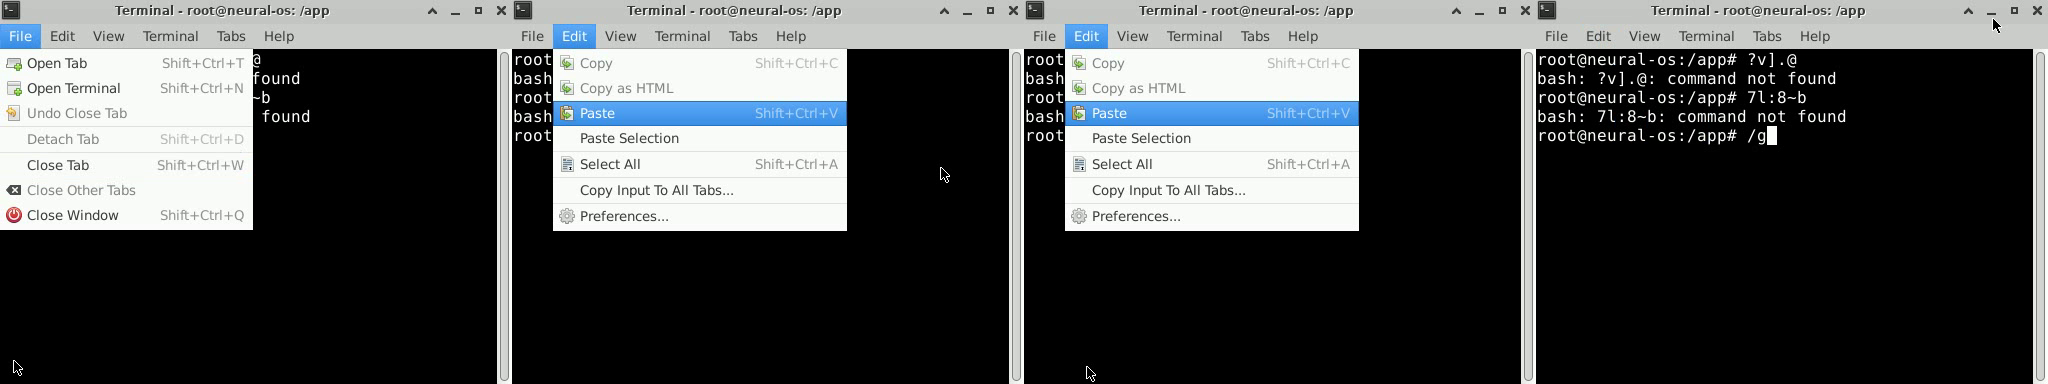 Terminal - root@neural-os: /app
File Edit View Terminal Tabs Help
Open Tab Shift+Ctrl+T
Open Terminal Shift+Ctrl+N
Undo Close Tab
Detach Tab Shift+Ctrl+D
Close Tab Shift+Ctrl+W
Close Other Tabs
Close Window Shift+Ctrl+Q
@
found
~b
found
Terminal - root@neural-os: /app
File Edit View Terminal Tabs Help
root
bash
root
bash
root
Copy Shift+Ctrl+C
Copy as HTML
Paste Shift+Ctrl+V
Paste Selection
Select All Shift+Ctrl+A
Copy Input To All Tabs...
Preferences...
Terminal - root@neural-os: /app
File Edit View Terminal Tabs Help
root
bash
root
bash
root
Copy Shift+Ctrl+C
Copy as HTML
Paste Shift+Ctrl+V
Paste Selection
Select All Shift+Ctrl+A
Copy Input To All Tabs...
Preferences...
Terminal - root@neural-os: /app
File Edit View Terminal Tabs Help
root@neural-os:/app# ?v].@
bash: ?v].@: command not found
root@neural-os:/app# 7l:8~b
bash: 7l:8~b: command not found
root@neural-os:/app# /g